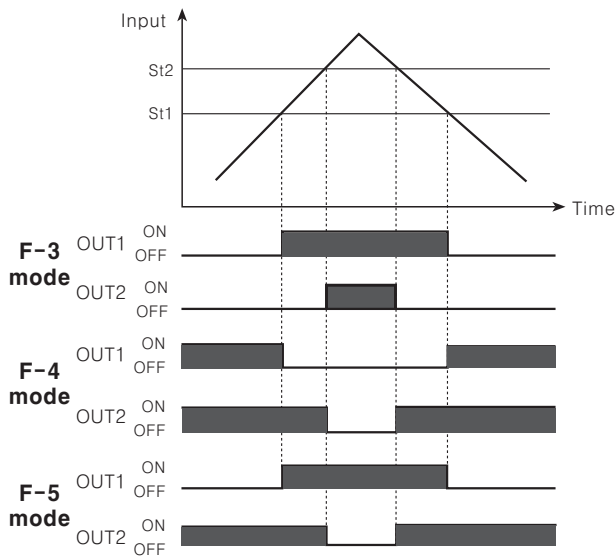 Input
St2
St1
Time
F-3 mode
OUT1 ON
OFF
OUT2 ON
OFF
F-4 mode
OUT1 ON
OFF
OUT2 ON
OFF
F-5 mode
OUT1 ON
OFF
OUT2 ON
OFF